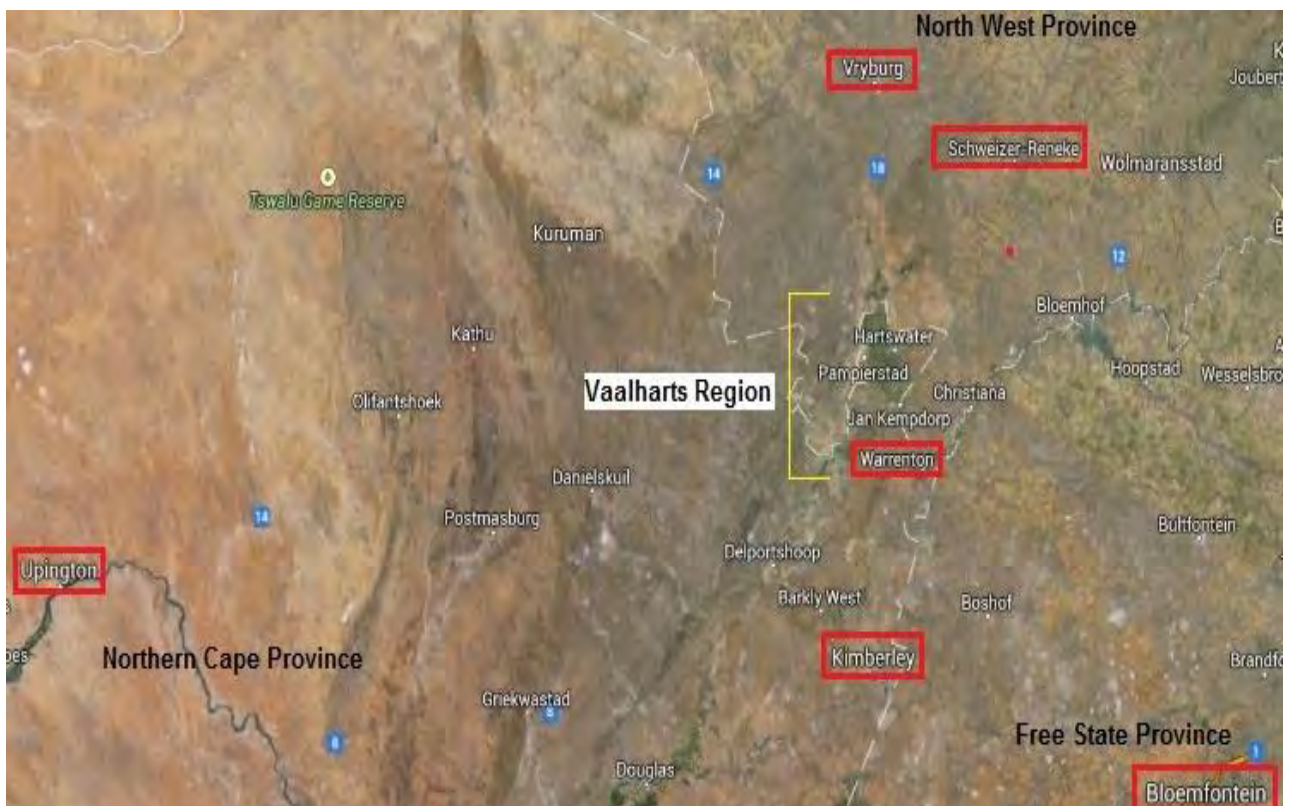 North West Province
Vryburg
Schweizer-Reneke
Wolmaransstad
14
18
Tswalu Game Reserve
Kuruman
12
Bloemhof
Kathu
Hartswater
Pampierstad
Hoopstad
Vaalharts Region
Christiana
Olifantshoek
Jan Kempdorp
Warrenton
Danielskuil
14
Postmasburg
Bultfontein
Delportshoop
Upington
Barkly West
Boshof
Northern Cape Province
Kimberley
Griekwastad
8
8
Free State Province
1
Douglas
Bloemfontein